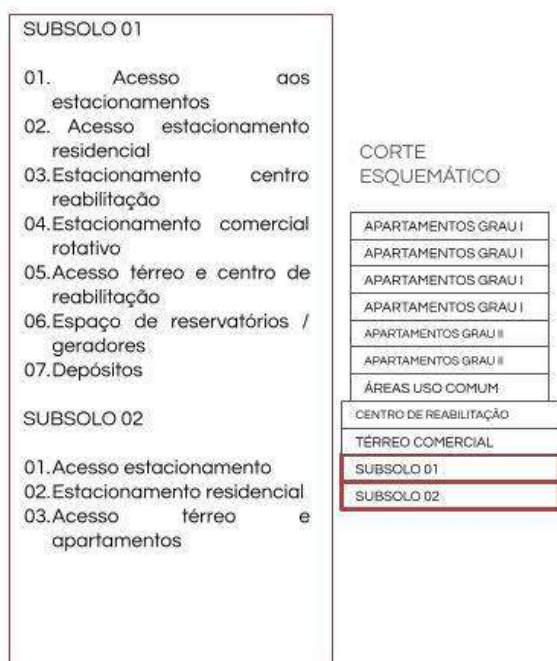 SUBSOLO 01
01. Acesso aos
estacionamentos
02. Acesso estacionamento
residencial
03.Estacionamento centro
reabilitação
04.Estacionamento comercial
rotativo
05.Acesso térreo e centro de
reabilitação
06.Espaço de reservatórios /
geradores
07.Depósitos
SUBSOLO 02
01.Acesso estacionamento
02.Estacionamento residencial
03.Acesso térreo e
apartamentos
CORTE
ESQUEMÁTICO
APARTAMENTOS GRAU I
APARTAMENTOS GRAU I
APARTAMENTOS GRAU I
APARTAMENTOS GRAU I
APARTAMENTOS GRAU II
APARTAMENTOS GRAU II
ÁREAS USO COMUM
CENTRO DE REABILITAÇÃO
TÉRREO COMERCIAL
SUBSOLO 01
SUBSOLO 02